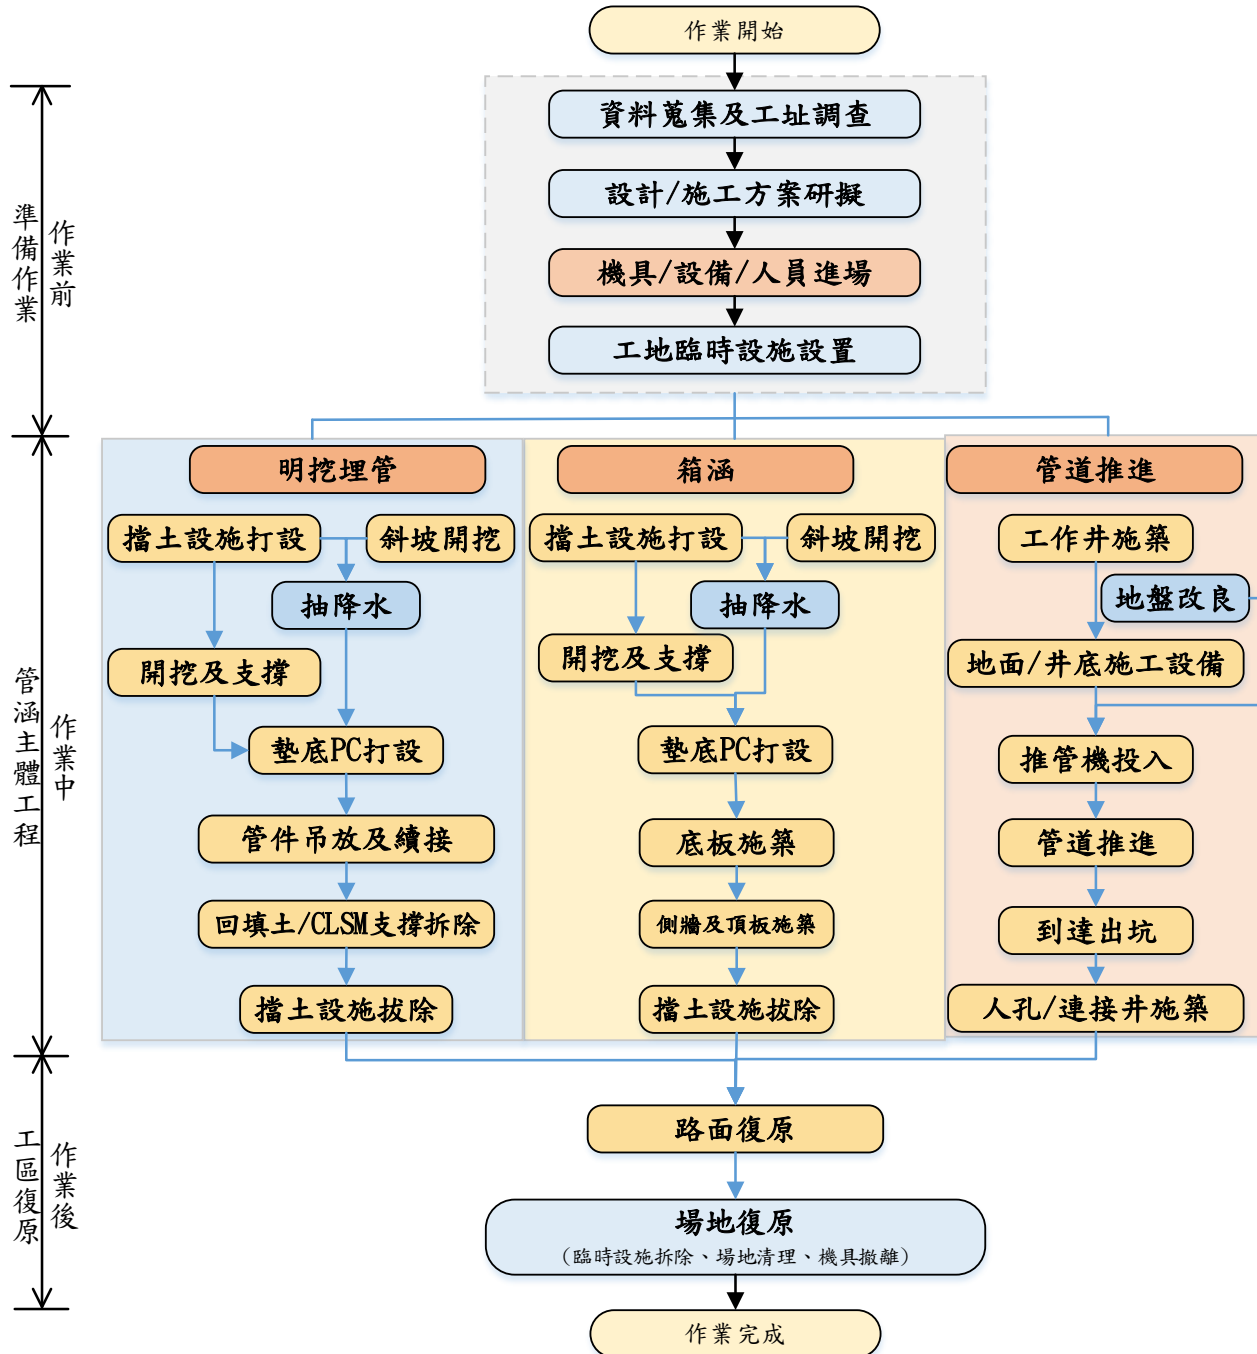 作業開始
作業前
準備作業
資料蒐集及工址調查
設計/施工方案研擬
機具/設備/人員進場
工地臨時設施設置
作業中
管涵主體工程
明挖埋管
擋土設施打設
斜坡開挖
抽降水
開挖及支撐
墊底PC打設
管件吊放及續接
回填土/CLSM支撐拆除
擋土設施拔除
箱涵
擋土設施打設
斜坡開挖
抽降水
開挖及支撐
墊底PC打設
底板施築
側牆及頂板施築
擋土設施拔除
管道推進
工作井施築
地盤改良
地面/井底施工設備
推管機投入
管道推進
到達出坑
人孔/連接井施築
作業後
工區復原
路面復原
場地復原
(臨時設施拆除、場地清理、機具撤離)
作業完成